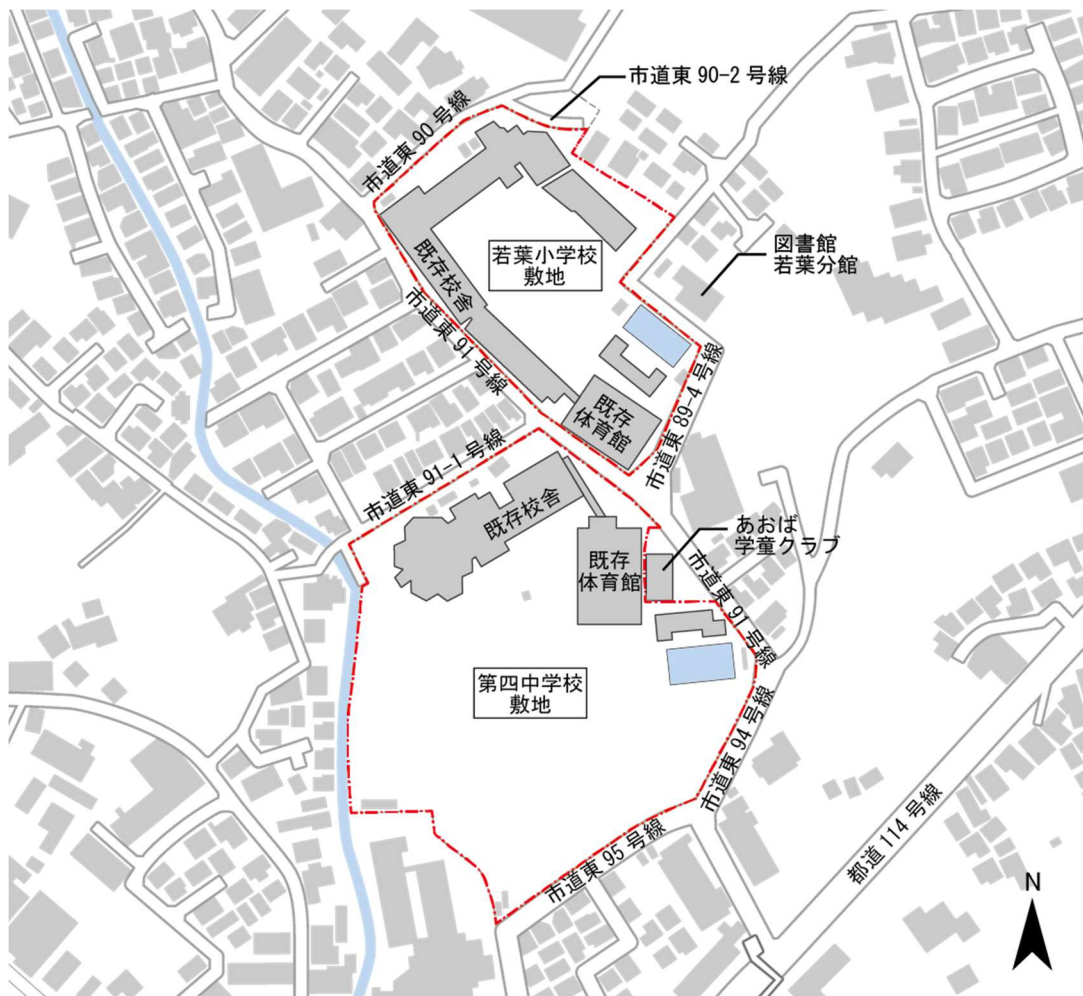 市道東 90-2 号線
市道東 90 号線
若葉小学校
敷地
図書館
若葉分館
既存校舎
市道東 91 号線
既存
体育館
市道東 89-4 号線
市道東 91-1 号線
既存校舎
あおば
学童クラブ
既存
体育館
市道東 91 号線
第四中学校
敷地
市道東 94 号線
市道東 95 号線
都道 114 号線
N